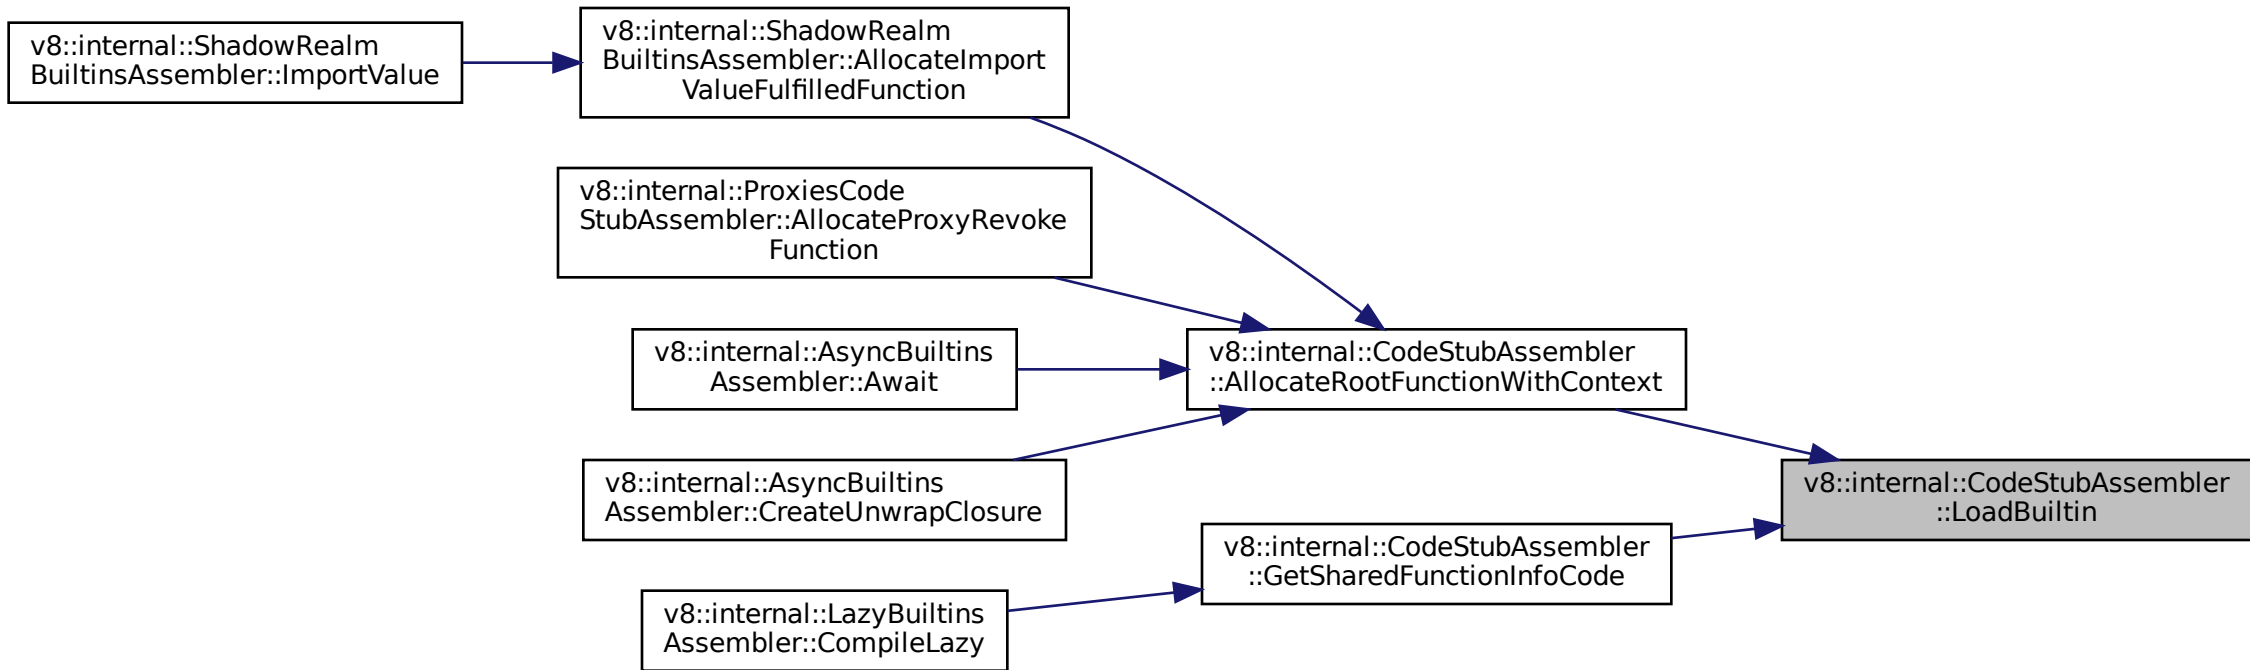 v8::internal::ShadowRealm
BuiltinsAssembler::ImportValue
v8::internal::ShadowRealm
BuiltinsAssembler::AllocateImport
ValueFulfilledFunction
v8::internal::ProxiesCode
StubAssembler::AllocateProxyRevoke
Function
v8::internal::AsyncBuiltins
Assembler::Await
v8::internal::AsyncBuiltins
Assembler::CreateUnwrapClosure
v8::internal::LazyBuiltins
Assembler::CompileLazy
v8::internal::CodeStubAssembler
::AllocateRootFunctionWithContext
v8::internal::CodeStubAssembler
::GetSharedFunctionInfoCode
v8::internal::CodeStubAssembler
::LoadBuiltin